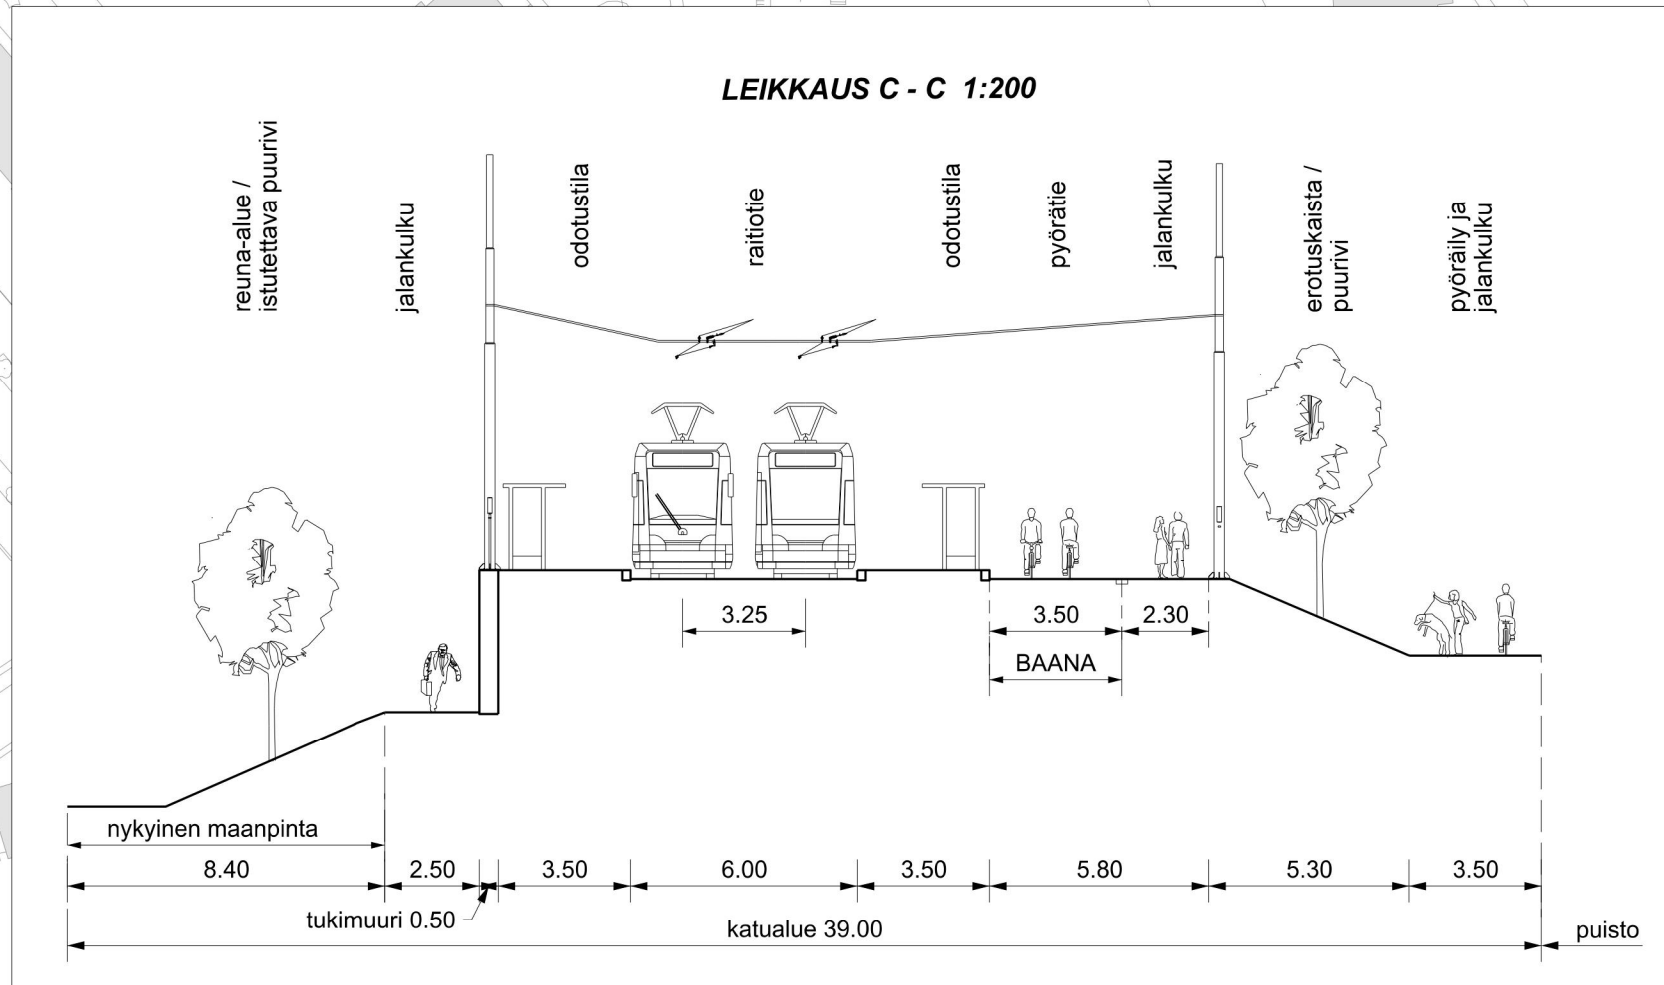 LEIKKAUS C - C 1:200
reuna-alue /
istutettava puurivi
jalankulku
odotustila
raitiotie
odotustila
pyörätie
jalankulku
erotuskaista /
puurivi
pyöräily ja
jalankulku
3.25
3.50
2.30
BAANA
nykyinen maanpinta
8.40
2.50
3.50
6.00
3.50
5.80
5.30
3.50
tukimuuri 0.50
katualue 39.00
puisto